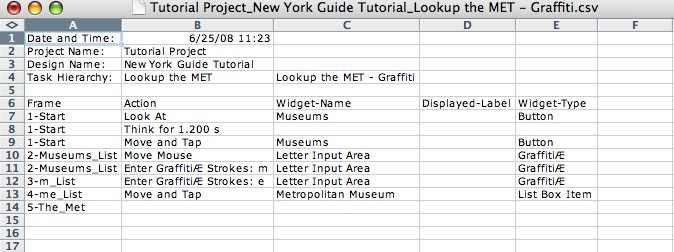 Tutorial Project_New York Guide Tutorial_Lookup the MET – Graffiti.csv
A B C D E F
1 Date and Time: 6/25/08 11:23
2 Project Name: Tutorial Project
3 Design Name: New York Guide Tutorial
4 Task Hierarchy: Lookup the MET Lookup the MET - Graffiti
5
6 Frame Action Widget-Name Displayed-Label Widget-Type
7 1-Start Look At Museums Button
8 1-Start Think for 1.200 s
9 1-Start Move and Tap Museums Button
10 2-Museums_List Move Mouse Letter Input Area GraffitiÆ
11 2-Museums_List Enter GraffitiÆ Strokes: m Letter Input Area GraffitiÆ
12 3-m_List Enter GraffitiÆ Strokes: e Letter Input Area GraffitiÆ
13 4-me_List Move and Tap Metropolitan Museum List Box Item
14 5-The_Met
15
16
17